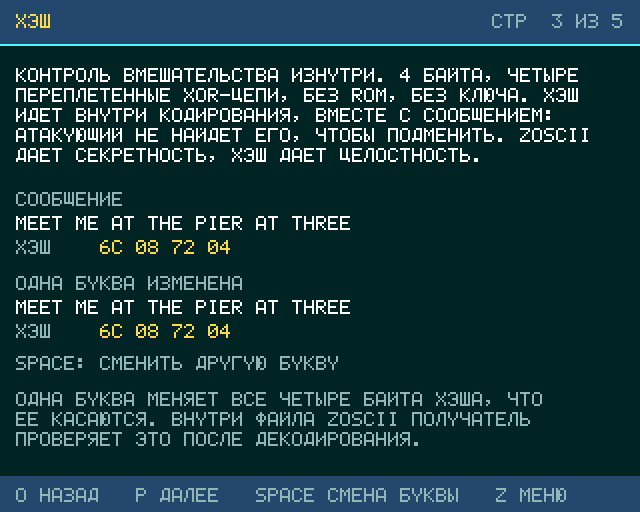 ХЭШ
СТР 3 ИЗ 5
КОНТРОЛЬ ВМЕШАТЕЛЬСТВА ИЗНУТРИ. 4 БАЙТА, ЧЕТЫРЕ
ПЕРЕПЛЕТЕННЫЕ XOR-ЦЕПИ, БЕЗ ROM, БЕЗ КЛЮЧА. ХЭШ
ИДЕТ ВНУТРИ КОДИРОВАНИЯ, ВМЕСТЕ С СООБЩЕНИЕМ:
АТАКУЮЩИЙ НЕ НАЙДЕТ ЕГО, ЧТОБЫ ПОДМЕНИТЬ. ZOSCII
ДАЕТ СЕКРЕТНОСТЬ, ХЭШ ДАЕТ ЦЕЛОСТНОСТЬ.
СООБЩЕНИЕ
MEET ME AT THE PIER AT THREE
ХЭШ 6C 08 72 04
ОДНА БУКВА ИЗМЕНЕНА
MEET ME AT THE PIER AT THREE
ХЭШ 6C 08 72 04
SPACE: СМЕНИТЬ ДРУГУЮ БУКВУ
ОДНА БУКВА МЕНЯЕТ ВСЕ ЧЕТЫРЕ БАЙТА ХЭША, ЧТО
ЕЕ КАСАЮТСЯ. ВНУТРИ ФАЙЛА ZOSCII ПОЛУЧАТЕЛЬ
ПРОВЕРЯЕТ ЭТО ПОСЛЕ ДЕКОДИРОВАНИЯ.
O НАЗАД P ДАЛЕЕ SPACE СМЕНА БУКВЫ Z МЕНЮ